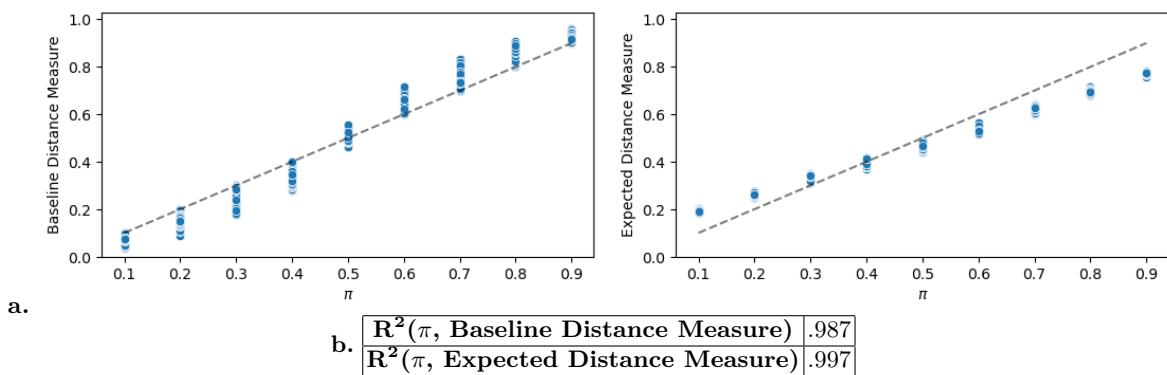 Baseline Distance Measure
1.0
0.8
0.6
0.4
0.2
0.0
0.1 0.2 0.3 0.4 0.5 0.6 0.7 0.8 0.9
π
Expected Distance Measure
1.0
0.8
0.6
0.4
0.2
0.0
0.1 0.2 0.3 0.4 0.5 0.6 0.7 0.8 0.9
π
a.
b.
R²(π, Baseline Distance Measure) .987
R²(π, Expected Distance Measure) .997